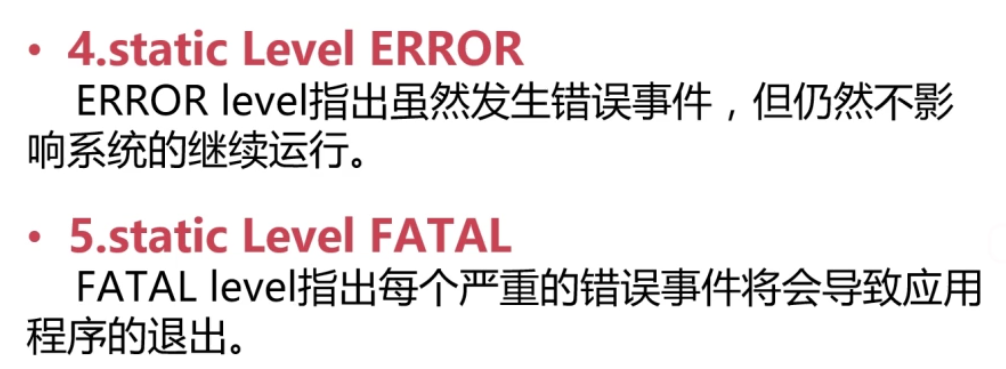 • 4.static Level ERROR
ERROR level指出虽然发生错误事件，但仍然不影
响系统的继续运行。
• 5.static Level FATAL
FATAL level指出每个严重的错误事件将会导致应用
程序的退出。